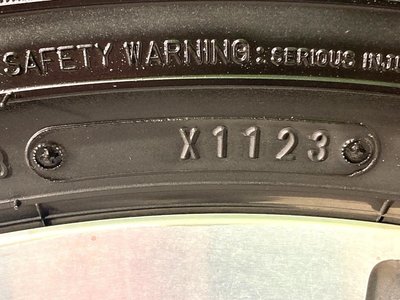 SAFETY WARNING: SERIOUS
X1123